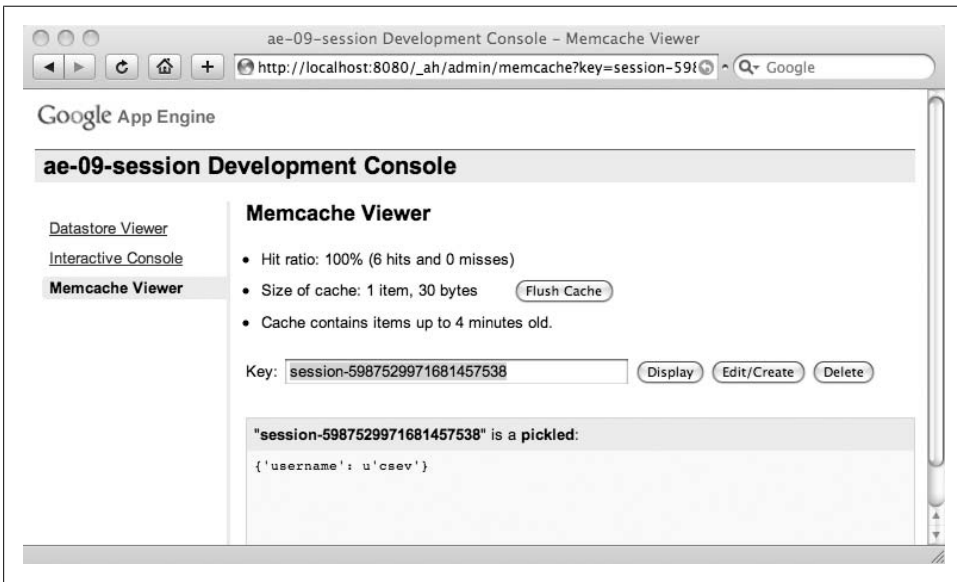 ae-09-session Development Console – Memcache Viewer
http://localhost:8080/_ah/admin/memcache?key=session-598
Google
Google App Engine
ae-09-session Development Console
Datastore Viewer
Interactive Console
Memcache Viewer
Memcache Viewer
• Hit ratio: 100% (6 hits and 0 misses)
• Size of cache: 1 item, 30 bytes Flush Cache
• Cache contains items up to 4 minutes old.
Key: session-5987529971681457538 Display Edit/Create Delete
"session-5987529971681457538" is a pickled:
{'username': u'csev'}